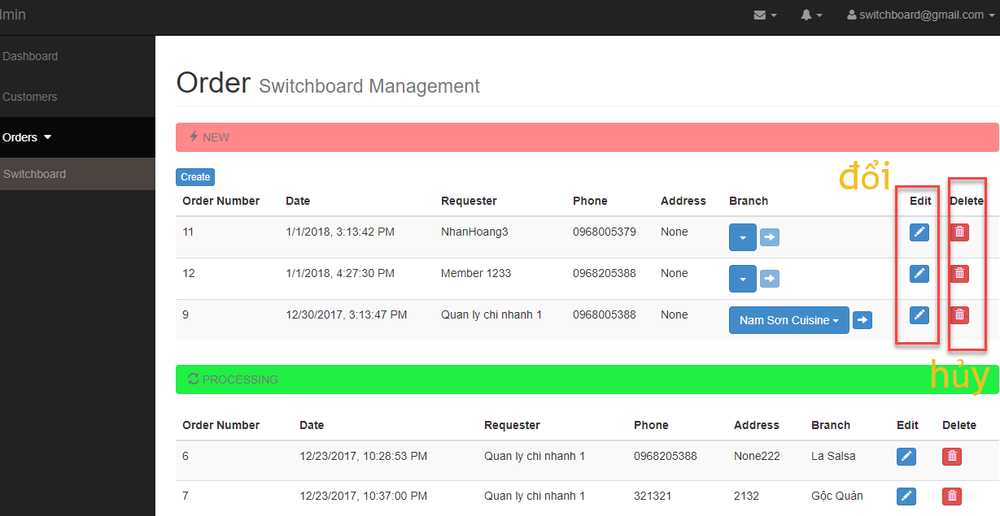 dmin switchboard@gmail.com
Dashboard
Customers
Orders
Switchboard
Order Switchboard Management
NEW
Create
đổi
Order Number Date Requester Phone Address Branch Edit Delete
11 1/1/2018, 3:13:42 PM NhanHoang3 0968005379 None
12 1/1/2018, 4:27:30 PM Member 1233 0968205388 None
9 12/30/2017, 3:13:47 PM Quan ly chi nhanh 1 0968005388 None Nam Sơn Cuisine
hủy
PROCESSING
Order Number Date Requester Phone Address Branch Edit Delete
6 12/23/2017, 10:28:53 PM Quan ly chi nhanh 1 0968205388 None222 La Salsa
7 12/23/2017, 10:37:00 PM Quan ly chi nhanh 1 321321 2132 Gộc Quán